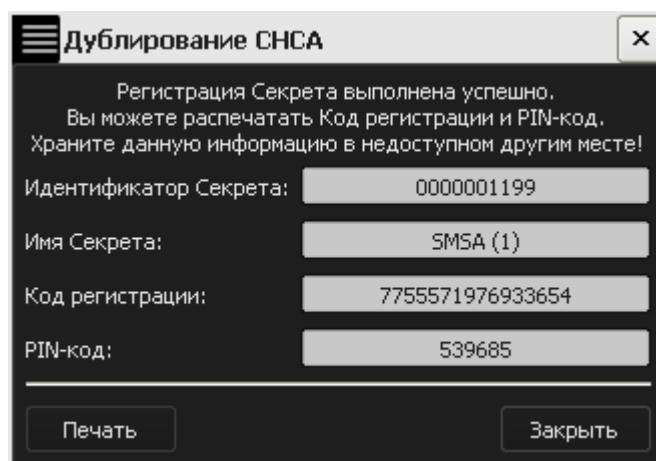 Дублирование СНСА
Регистрация Секрета выполнена успешно.
Вы можете распечатать Код регистрации и PIN-код.
Храните данную информацию в недоступном другим месте!
Идентификатор Секрета: 0000001199
Имя Секрета: SMSA (1)
Код регистрации: 7755571976933654
PIN-код: 539685
Печать Закрыть